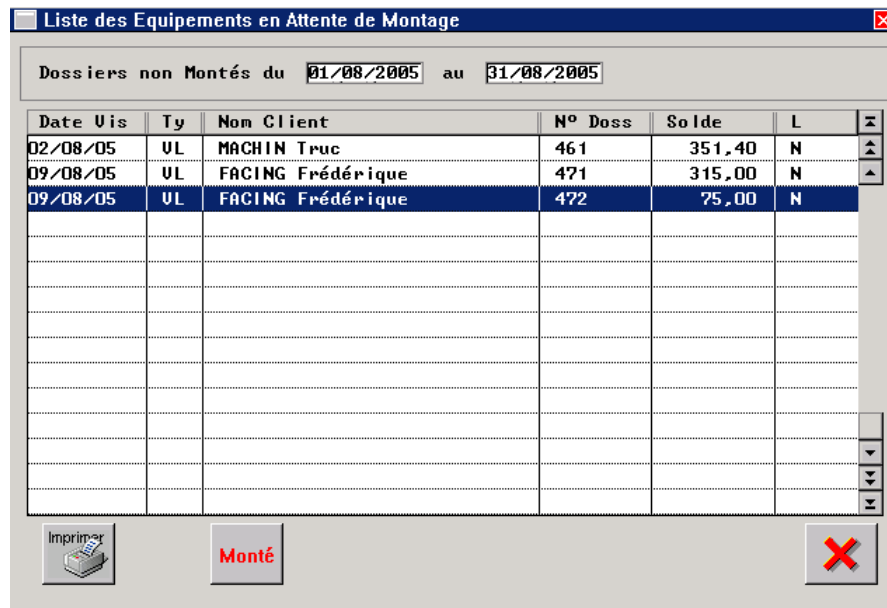 Liste des Equipements en Attente de Montage
Dossiers non Montés du 01/08/2005 au 31/08/2005
Date Vis Ty Nom Client Nº Doss Solde L
02/08/05 VL MACHIN Truc 461 351,40 N
09/08/05 VL FACING Frédérique 471 315,00 N
09/08/05 VL FACING Frédérique 472 75,00 N
Imprimer Monté